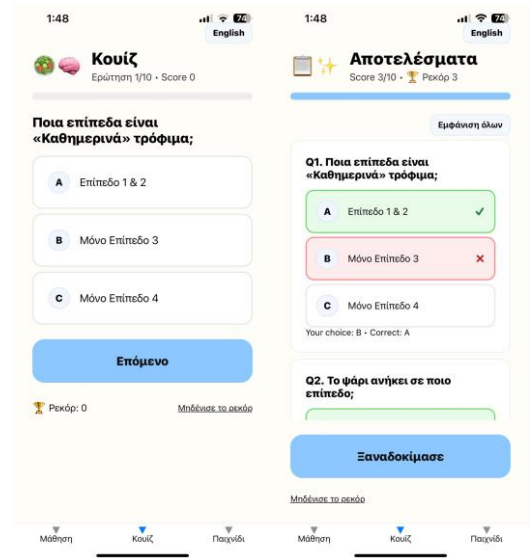 1:48
74
English
Κουίζ
Ερώτηση 1/10 • Score 0
Ποια επίπεδα είναι
«Καθημερινά» τρόφιμα;
A Επίπεδο 1 & 2
B Μόνο Επίπεδο 3
C Μόνο Επίπεδο 4
Επόμενο
Ρεκόρ: 0
Μηδένισε το ρεκόρ
Μάθηση
Κουίζ
Παιχνίδι
1:48
74
English
Αποτελέσματα
Score 3/10 • Ρεκόρ 3
Εμφάνιση όλων
Q1. Ποια επίπεδα είναι
«Καθημερινά» τρόφιμα;
A Επίπεδο 1 & 2
B Μόνο Επίπεδο 3
C Μόνο Επίπεδο 4
Your choice: B • Correct: A
Q2. Το ψάρι ανήκει σε ποιο
επίπεδο;
Ξαναδοκίμασε
Μηδένισε το ρεκόρ
Μάθηση
Κουίζ
Παιχνίδι